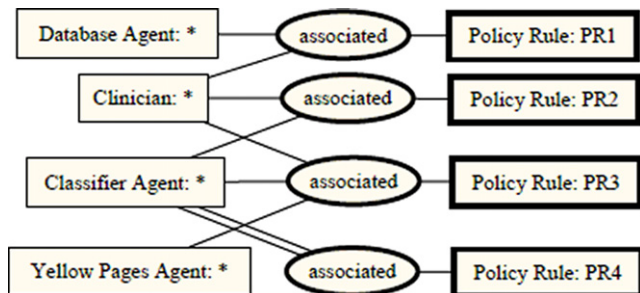 Database Agent: *
associated
Policy Rule: PR1
Clinician: *
associated
Policy Rule: PR2
Classifier Agent: *
associated
Policy Rule: PR3
Yellow Pages Agent: *
associated
Policy Rule: PR4